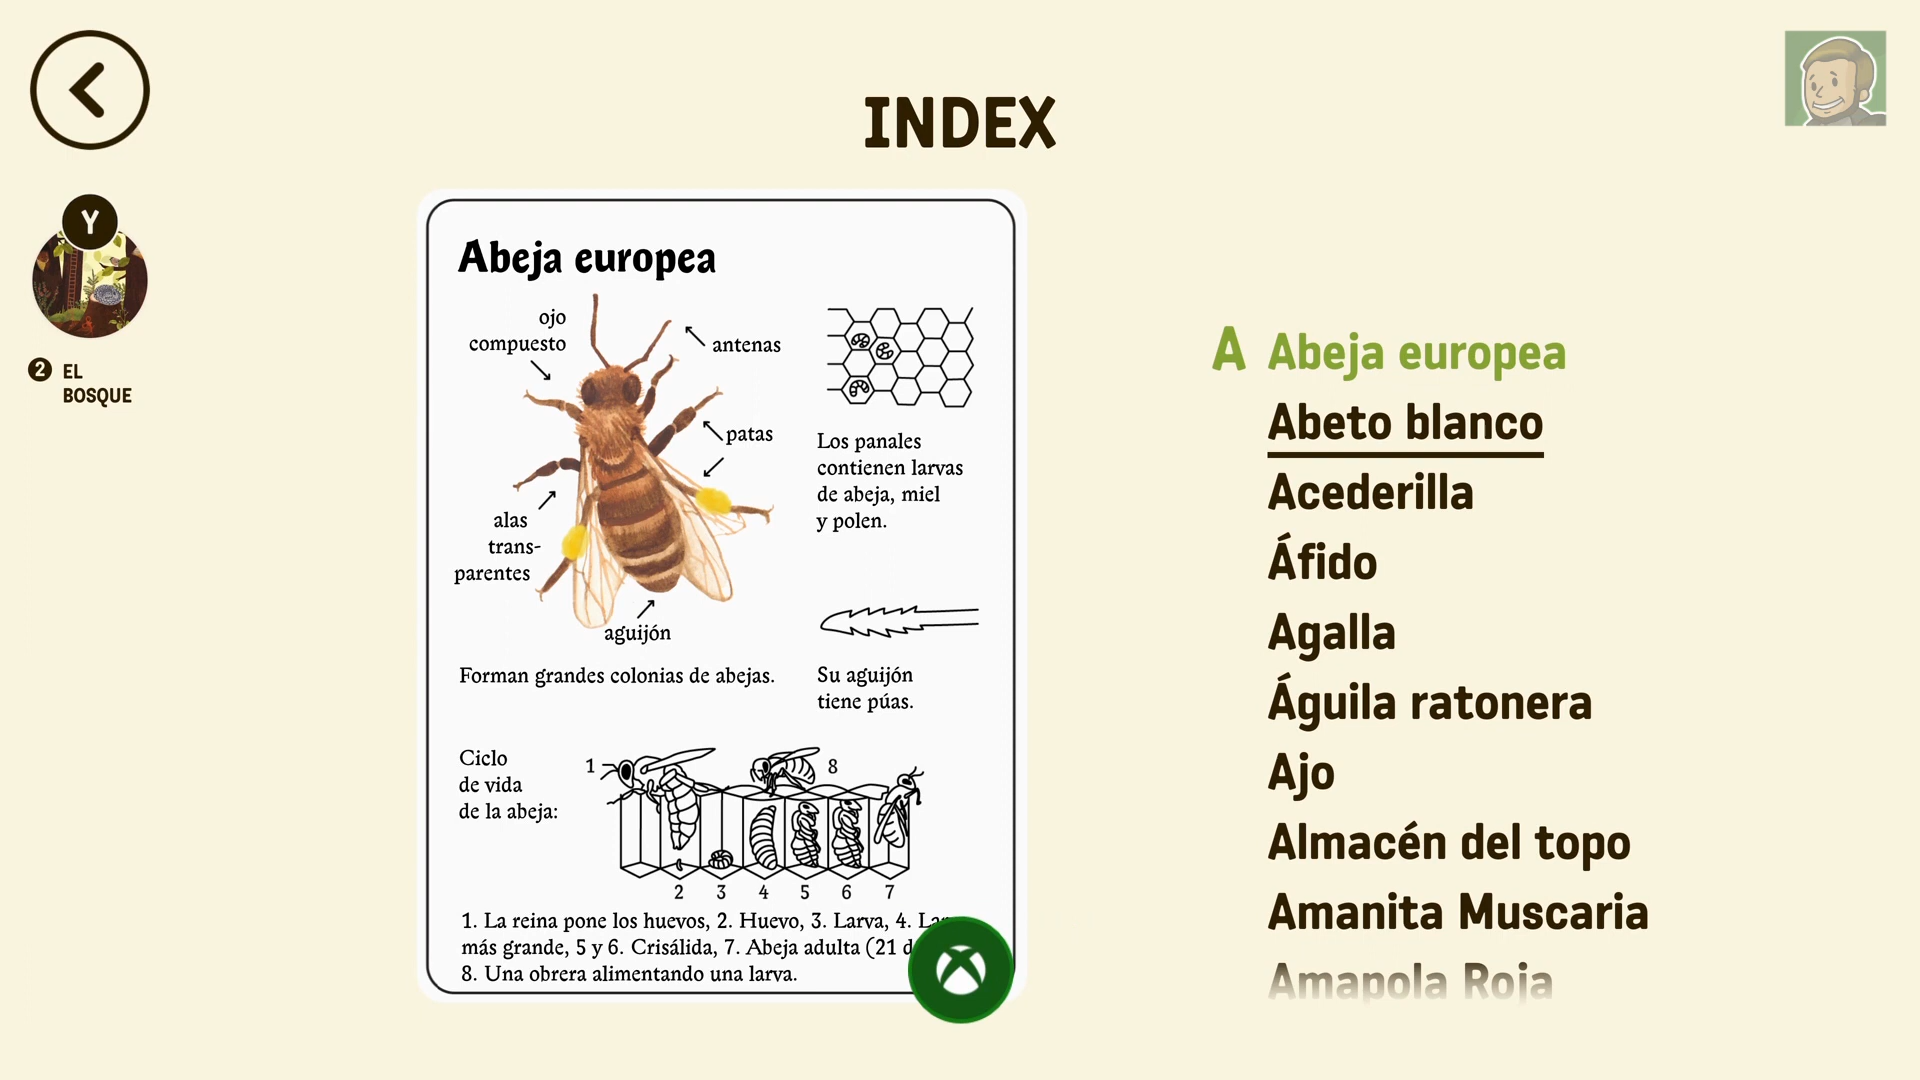 INDEX
Y
2 EL
BOSQUE
Abeja europea
ojo
compuesto
antenas
patas
alas
trans-
parentes
aguijón
Los panales
contienen larvas
de abeja, miel
y polen.
Forman grandes colonias de abejas.
Su aguijón
tiene púas.
Ciclo
de vida
de la abeja:
1
8
2 3 4 5 6 7
1. La reina pone los huevos, 2. Huevo, 3. Larva, 4.
más grande, 5 y 6. Crisálida, 7. Abeja adulta (21
8. Una obrera alimentando una larva.
A Abeja europea
Abeto blanco
Acederilla
Áfido
Agalla
Águila ratonera
Ajo
Almacén del topo
Amanita Muscaria
Amapola Roja